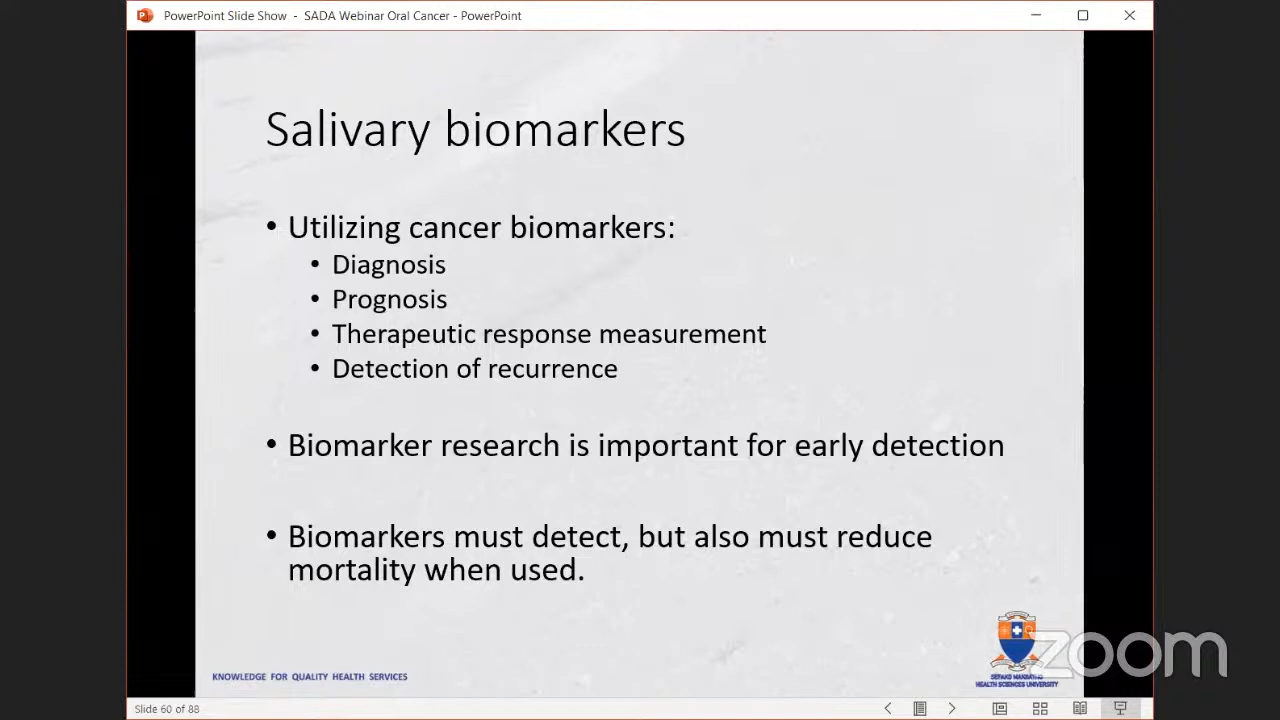 PowerPoint Slide Show - SADA Webinar Oral Cancer - PowerPoint
Salivary biomarkers
• Utilizing cancer biomarkers:
• Diagnosis
• Prognosis
• Therapeutic response measurement
• Detection of recurrence
• Biomarker research is important for early detection
• Biomarkers must detect, but also must reduce
mortality when used.
KNOWLEDGE FOR QUALITY HEALTH SERVICES
HEALTH SCIENCES UNIVERSITY
zoom
Slide 60 of 88